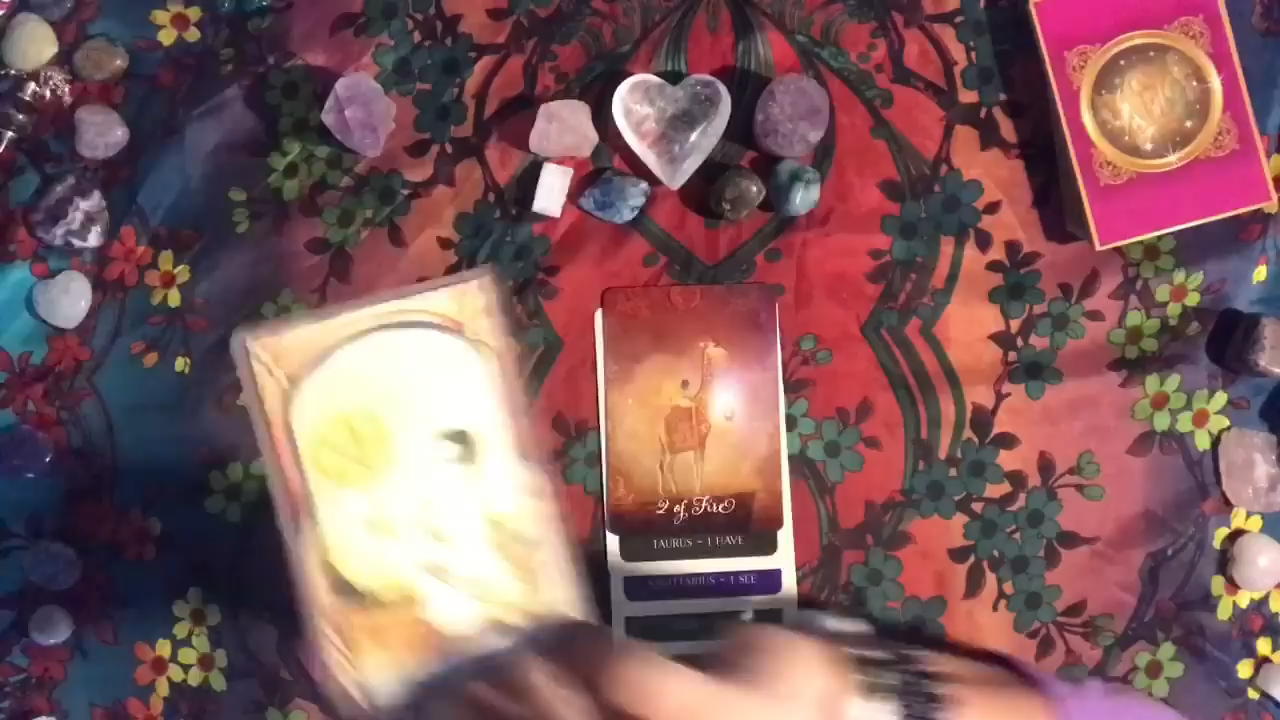 2 of Fire
TAURUS - I HAVE
SAGITTARIUS - I SEE